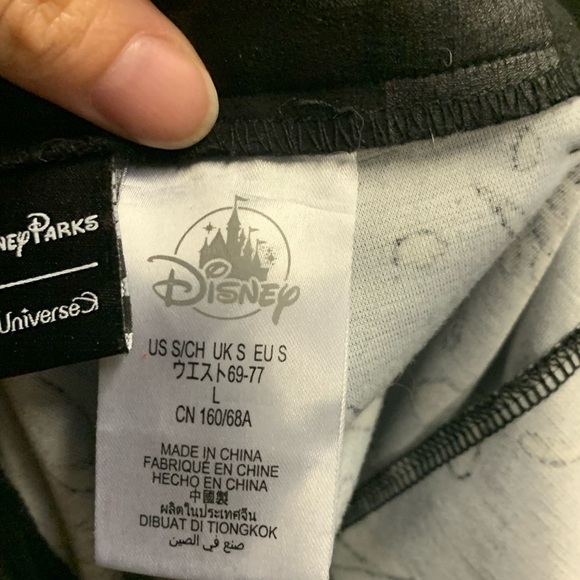 NEY PARKS
Universe
DISNEY
US S/CH UK S EU S
ウエスト69-77
L
CN 160/68A
MADE IN CHINA
FABRIQUÉ EN CHINE
HECHO EN CHINA
中國製
ผลิตในประเทศจีน
DIBUAT DI TIONGKOK
صنع في الصين